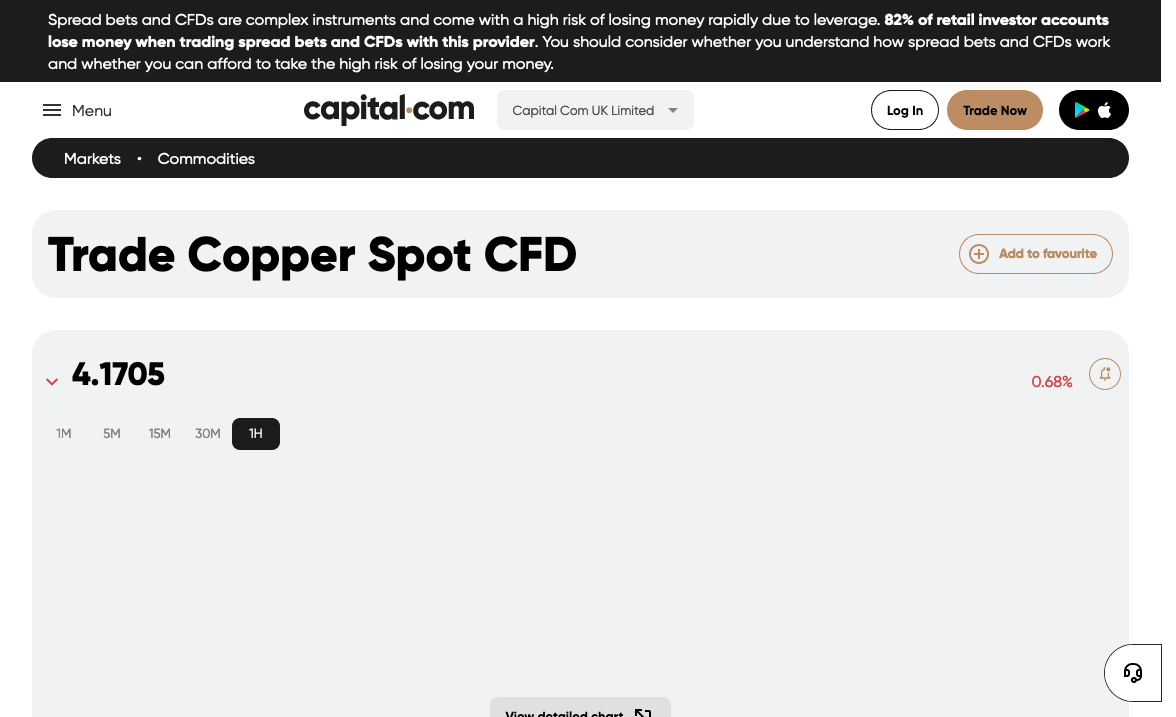 Spread bets and CFDs are complex instruments and come with a high risk of losing money rapidly due to leverage. 82% of retail investor accounts
lose money when trading spread bets and CFDs with this provider. You should consider whether you understand how spread bets and CFDs work
and whether you can afford to take the high risk of losing your money.
Menu
capital.com
Capital Com UK Limited
Log In
Trade Now
Markets • Commodities
Trade Copper Spot CFD
Add to favourite
4.1705
0.68%
1M 5M 15M 30M 1H
View detailed chart